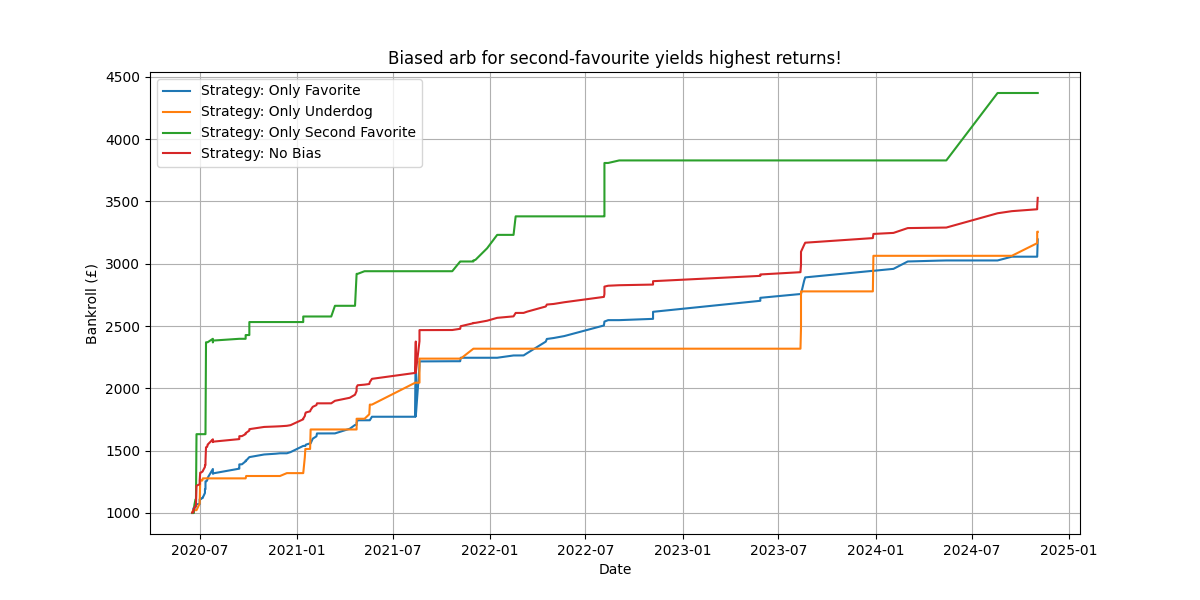 Biased arb for second-favourite yields highest returns!
Strategy: Only Favorite
Strategy: Only Underdog
Strategy: Only Second Favorite
Strategy: No Bias
4500
4000
3500
3000
2500
2000
1500
1000
Bankroll (£)
2020-07 2021-01 2021-07 2022-01 2022-07 2023-01 2023-07 2024-01 2024-07 2025-01
Date